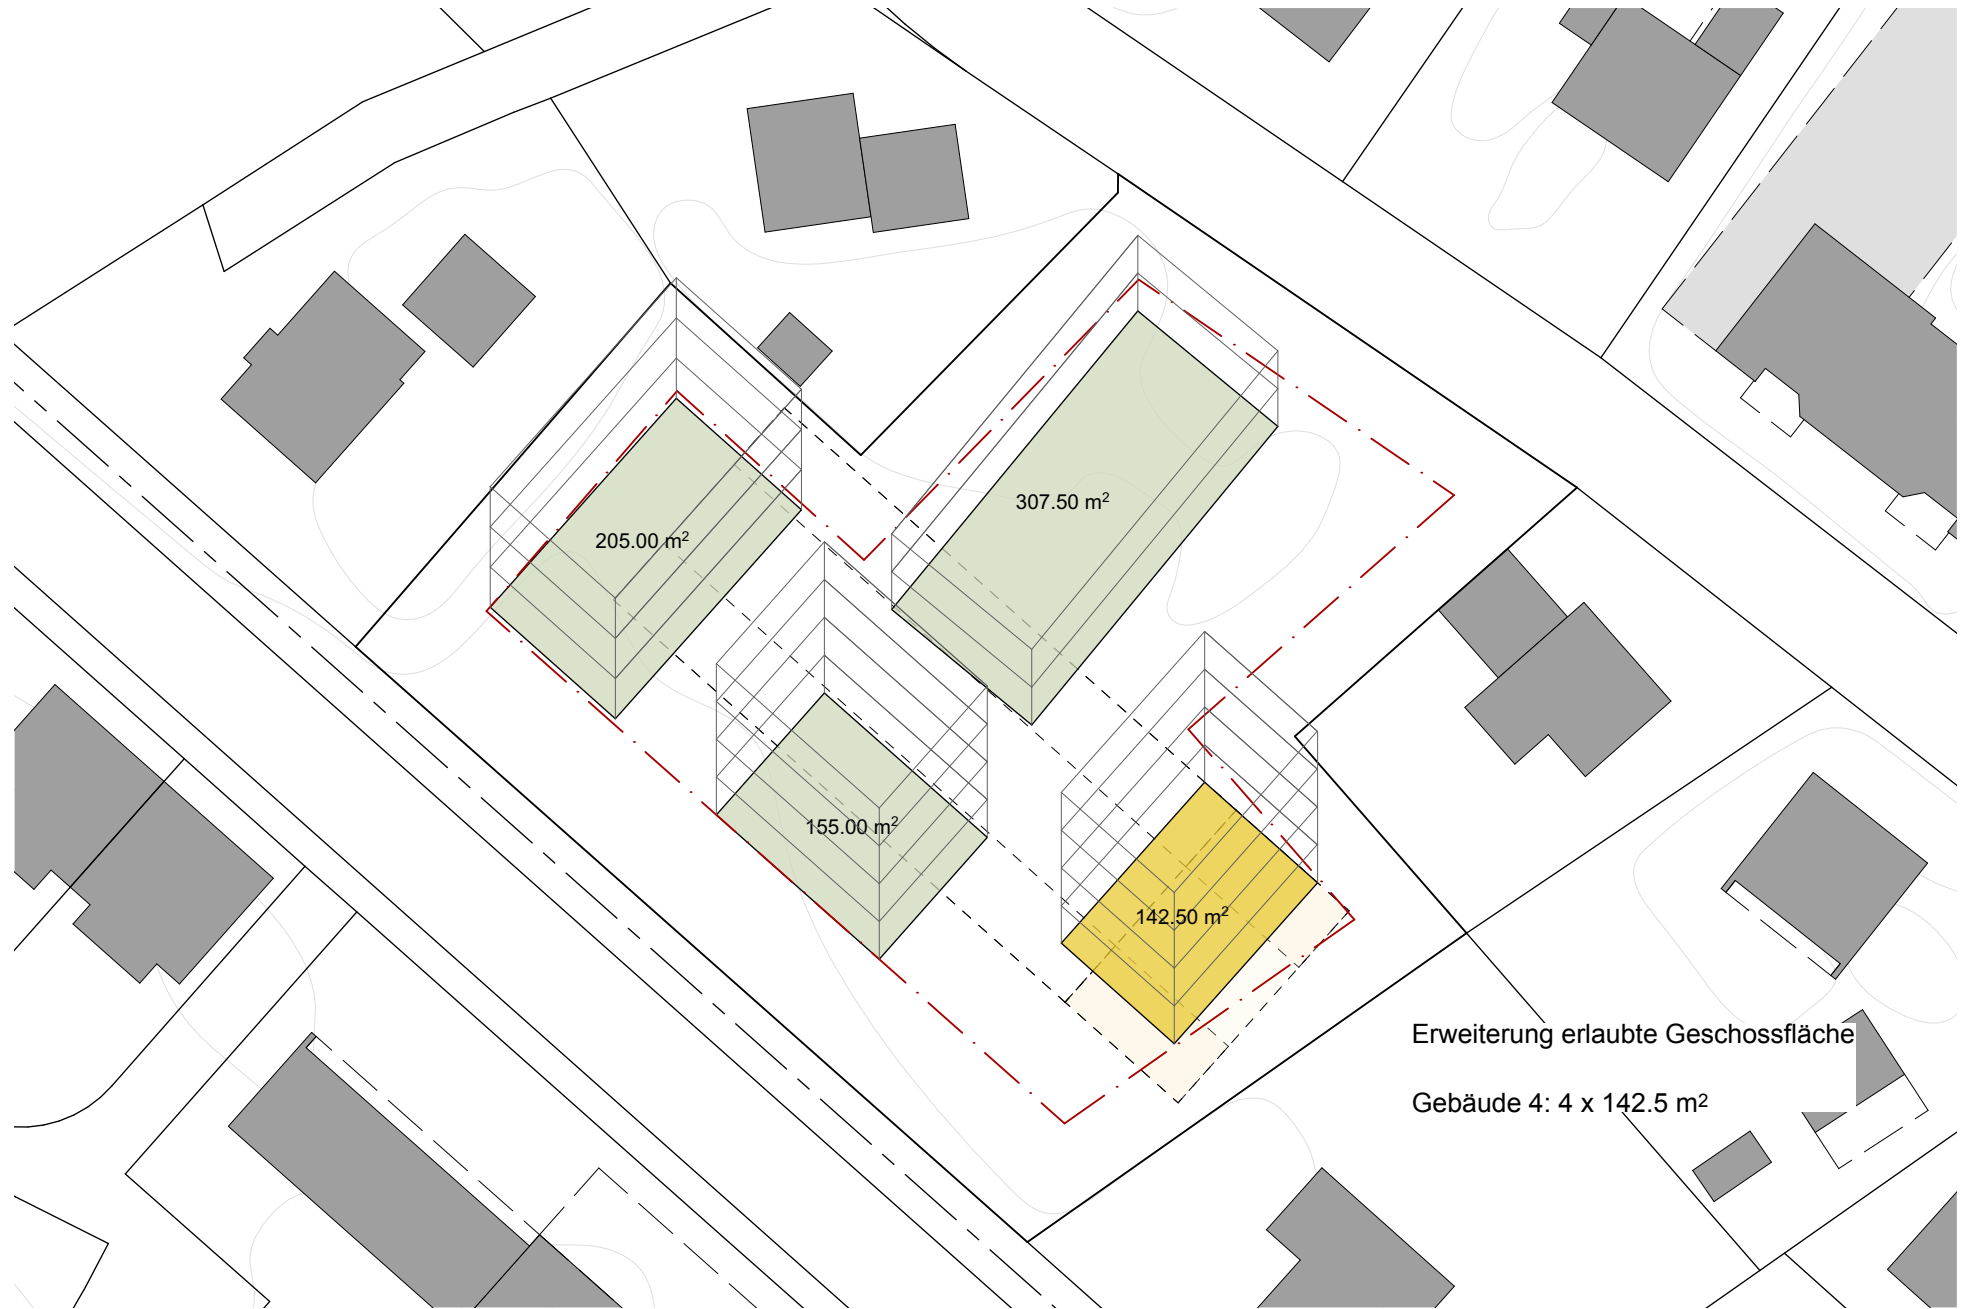 307.50 m²
205.00 m²
155.00 m²
142.50 m²
Erweiterung erlaubte Geschossfläche
Gebäude 4: 4 x 142.5 m²